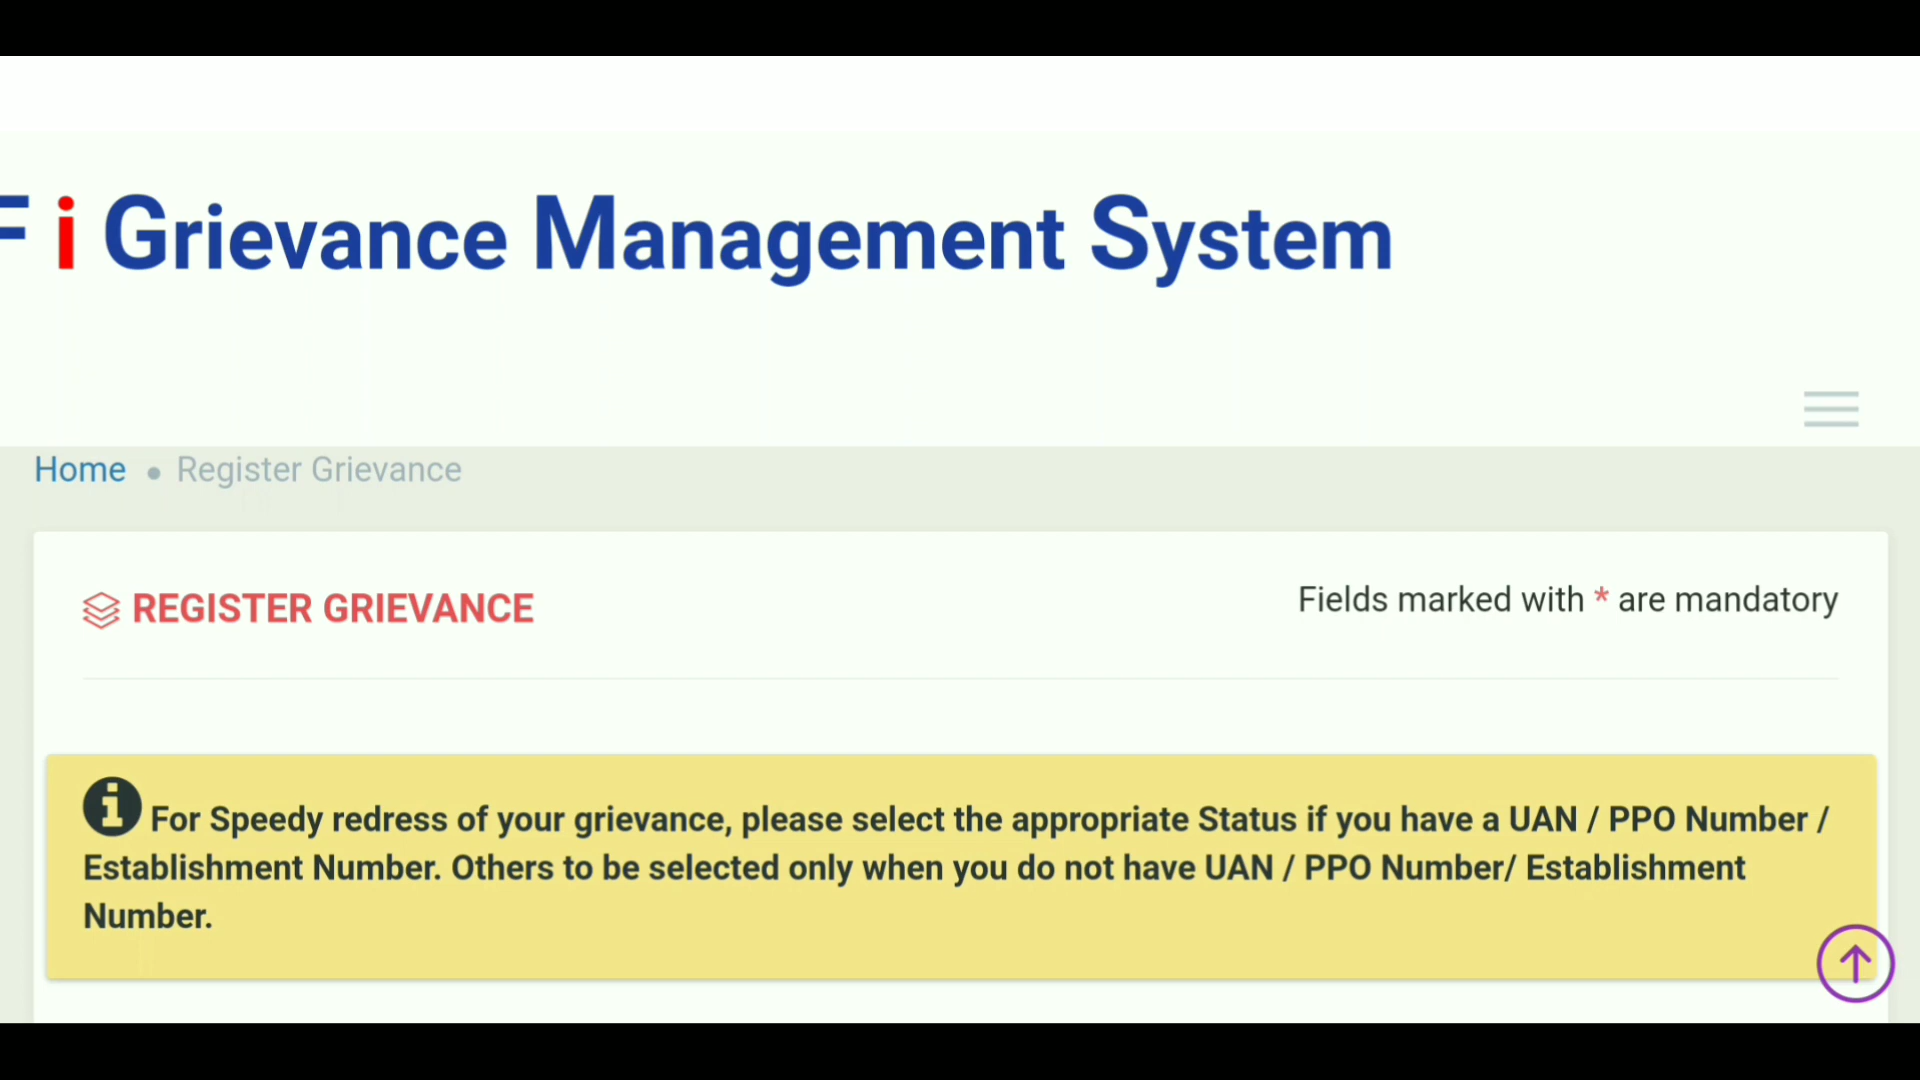 F i Grievance Management System
Home • Register Grievance
REGISTER GRIEVANCE
Fields marked with * are mandatory
For Speedy redress of your grievance, please select the appropriate Status if you have a UAN / PPO Number /
Establishment Number. Others to be selected only when you do not have UAN / PPO Number/ Establishment
Number.